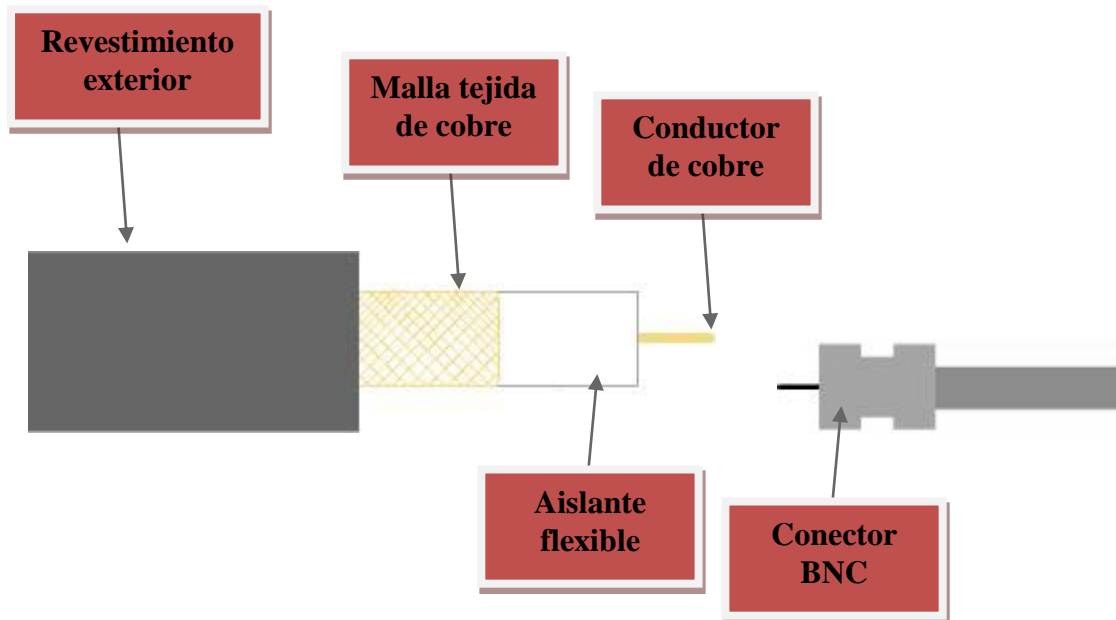 Revestimiento
exterior
Malla tejida
de cobre
Conductor
de cobre
Aislante
flexible
Conector
BNC